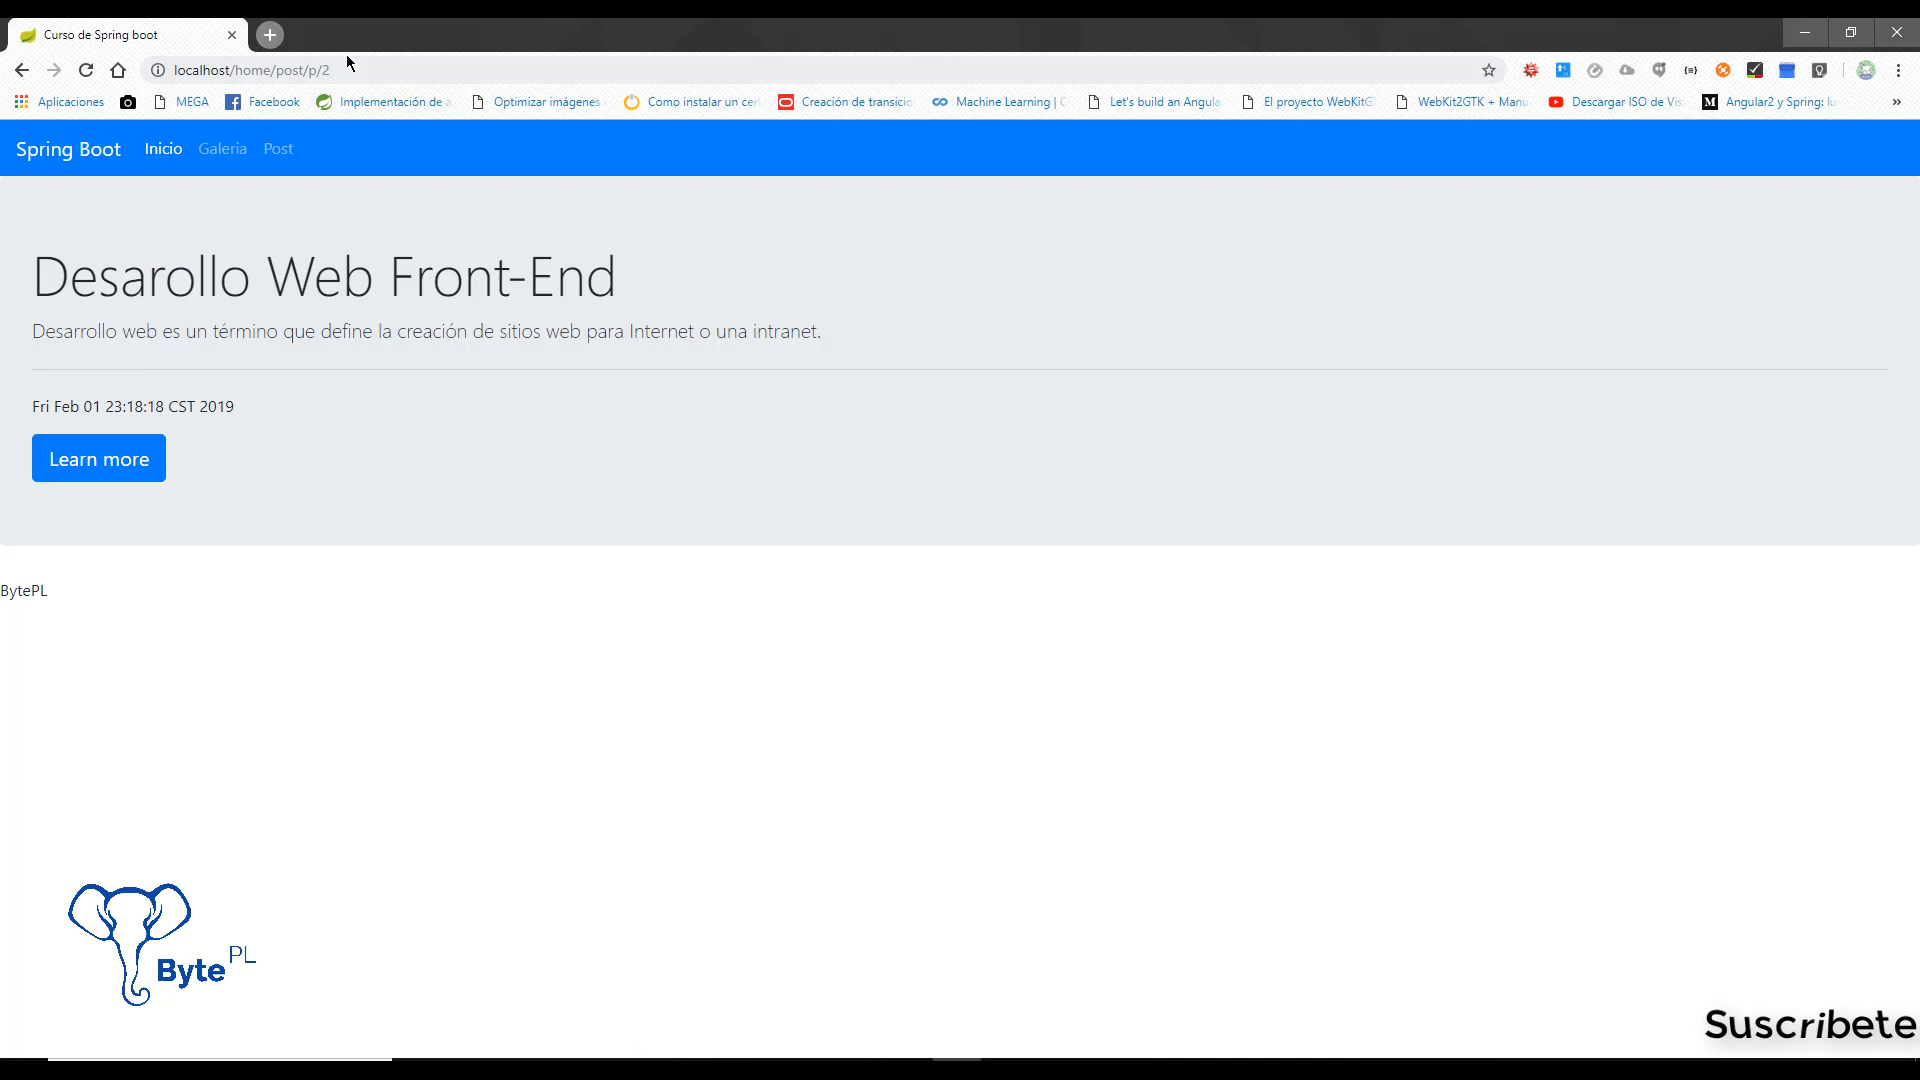 Curso de Spring boot
localhost/home/post/p/2
Aplicaciones MEGA Facebook Implementación de a Optimizar imágenes Como instalar un cer Creación de transicio Machine Learning | C Let's build an Angula El proyecto WebKitG WebKit2GTK + Manu Descargar ISO de Vis Angular2 y Spring: lu »
Spring Boot Inicio Galeria Post
Desarollo Web Front-End
Desarrollo web es un término que define la creación de sitios web para Internet o una intranet.
Fri Feb 01 23:18:18 CST 2019
Learn more
BytePL
Byte PL
Suscribete